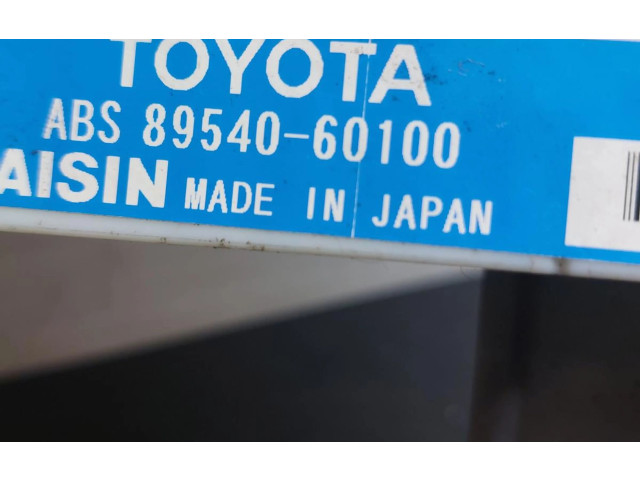 TOYOTA
ABS 89540-60100
AISIN MADE IN JAPAN